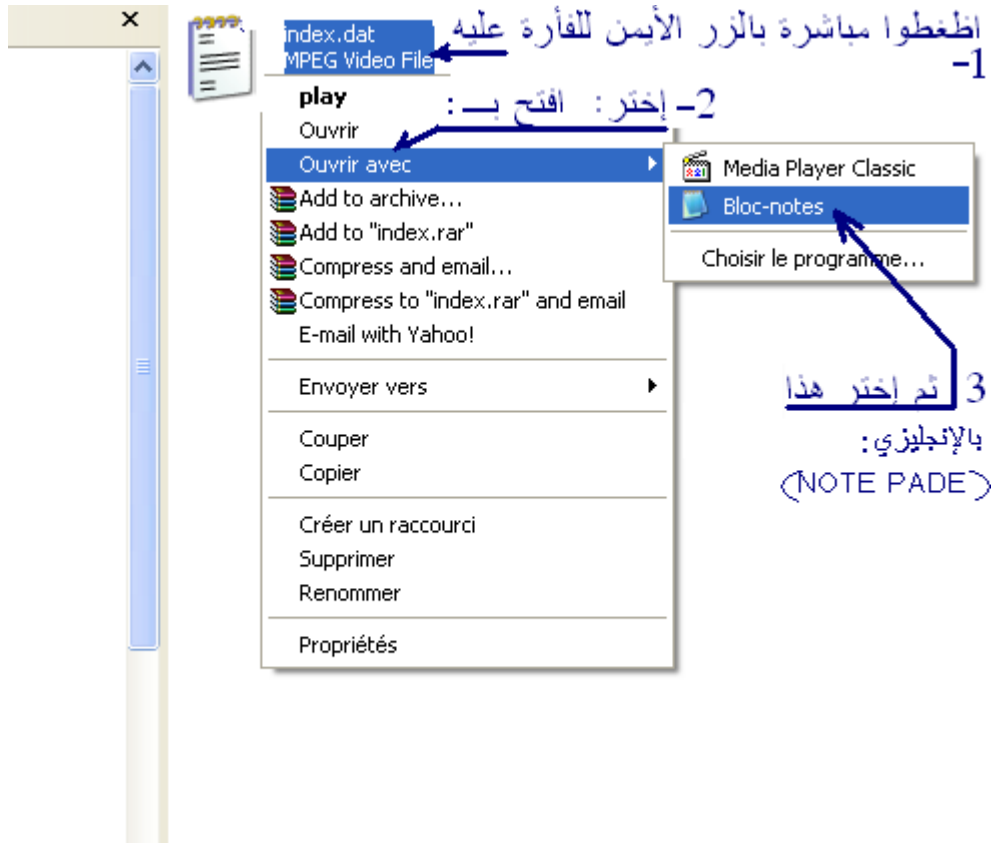 اظغطوا مباشرة بالزر الأيمن للفأرة عليه
1-
index.dat
MPEG Video File
2- إختر : افتح بـــ :
play
Ouvrir
Ouvrir avec
Media Player Classic
Bloc-notes
Choisir le programme...
Add to archive...
Add to "index.rar"
Compress and email...
Compress to "index.rar" and email
E-mail with Yahoo!
Envoyer vers
Couper
Copier
Créer un raccourci
Supprimer
Renommer
Propriétés
3 ثم إختر هذا
بالإنجليزي:
(NOTE PADE)